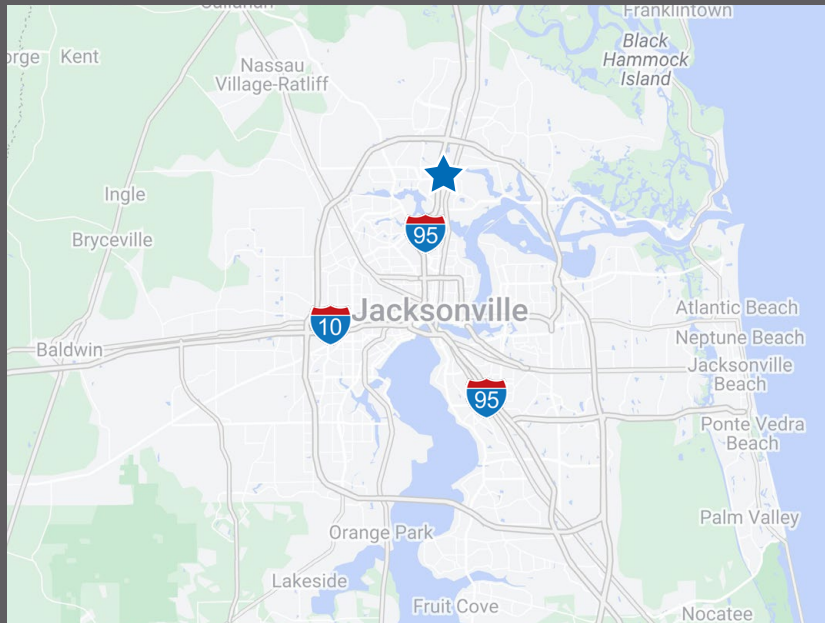 Callahan
Franklintown
Black
Hammock
Island
orge
Kent
Nassau
Village-Ratliff
Ingle
Bryceville
95
Jacksonville
10
Atlantic Beach
Neptune Beach
Baldwin
Jacksonville
Beach
95
Ponte Vedra
Beach
Palm Valley
Orange Park
Lakeside
Fruit Cove
Nocatee